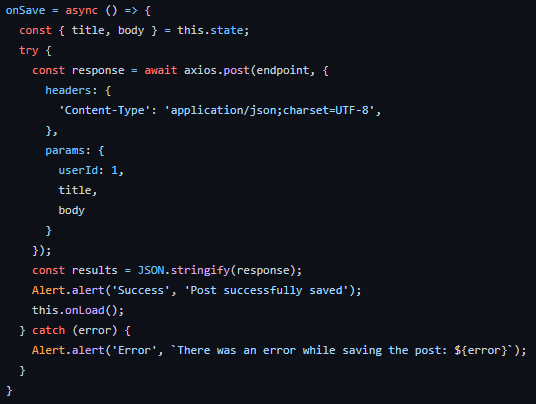 onSave = async () => {
  const { title, body } = this.state;
  try {
    const response = await axios.post(endpoint, {
      headers: {
        'Content-Type': 'application/json;charset=UTF-8',
      },
      params: {
        userId: 1,
        title,
        body
      }
    });
    const results = JSON.stringify(response);
    Alert.alert('Success', 'Post successfully saved');
    this.onLoad();
  } catch (error) {
    Alert.alert('Error', `There was an error while saving the post: ${error}`);
  }
}